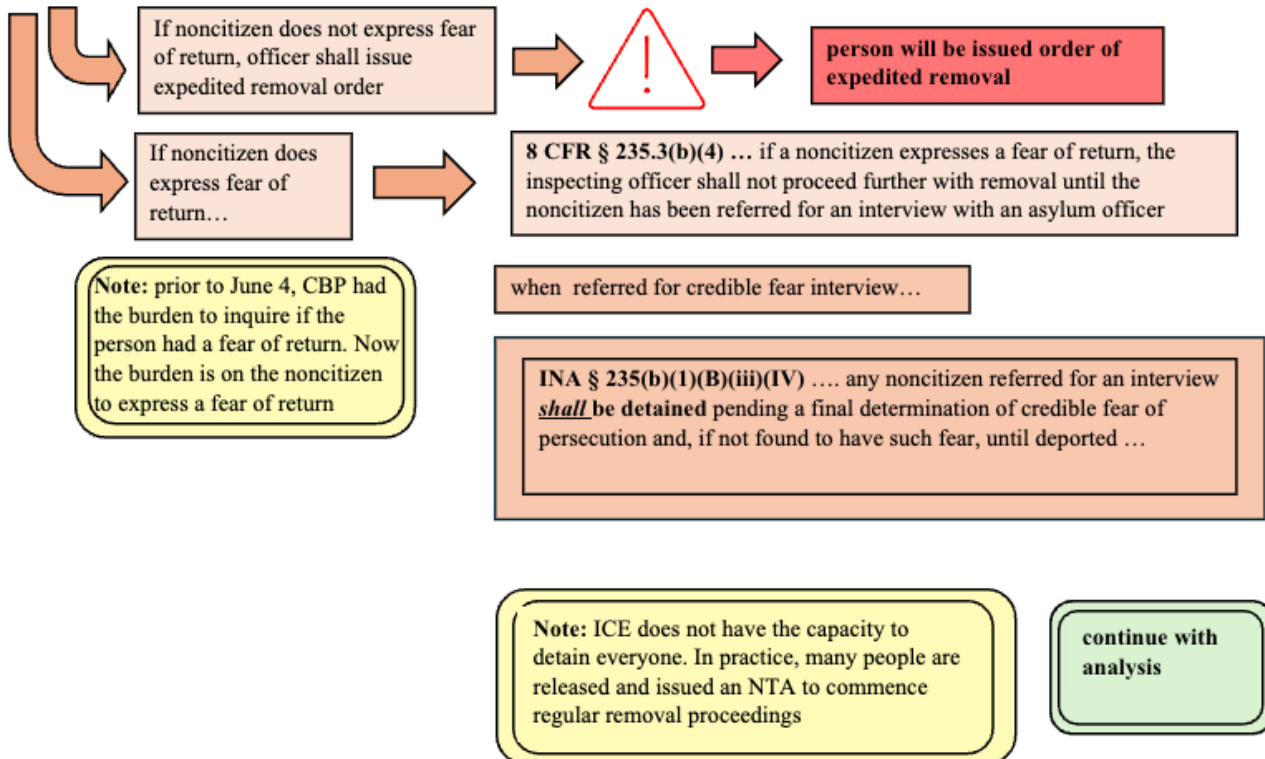 If noncitizen does not express fear
of return, officer shall issue
expedited removal order
!
person will be issued order of
expedited removal
If noncitizen does
express fear of
return…
8 CFR § 235.3(b)(4) … if a noncitizen expresses a fear of return, the
inspecting officer shall not proceed further with removal until the
noncitizen has been referred for an interview with an asylum officer
Note: prior to June 4, CBP had
the burden to inquire if the
person had a fear of return. Now
the burden is on the noncitizen
to express a fear of return
when  referred for credible fear interview…
INA § 235(b)(1)(B)(iii)(IV) …. any noncitizen referred for an interview
shall be detained pending a final determination of credible fear of
persecution and, if not found to have such fear, until deported …
Note: ICE does not have the capacity to
detain everyone. In practice, many people are
released and issued an NTA to commence
regular removal proceedings
continue with
analysis